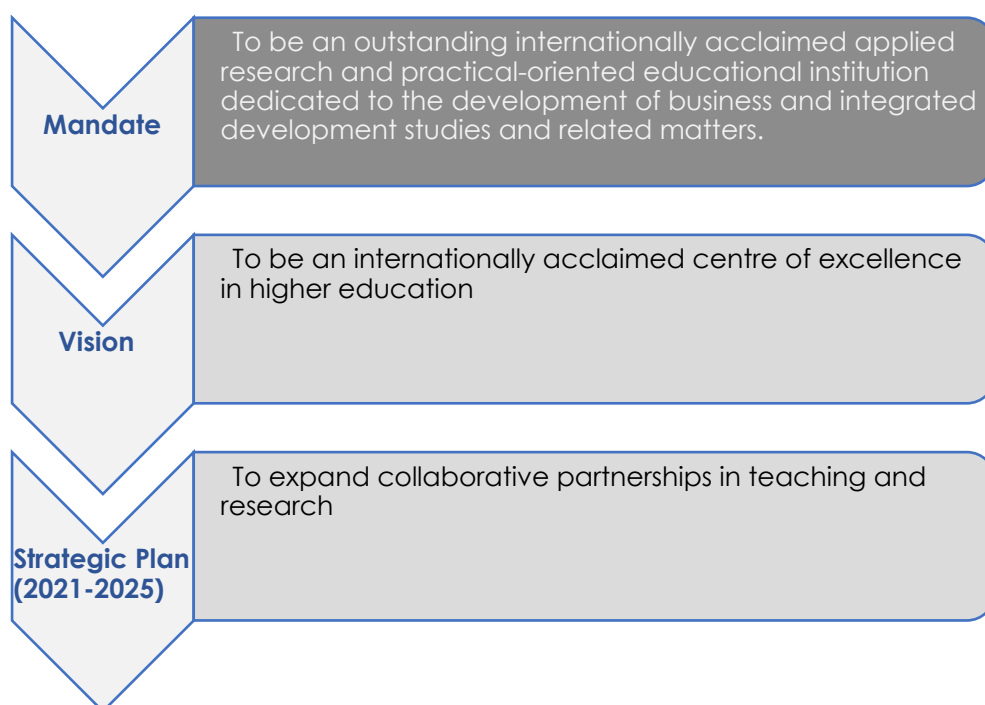 Mandate
To be an outstanding internationally acclaimed applied
research and practical-oriented educational institution
dedicated to the development of business and integrated
development studies and related matters.
Vision
To be an internationally acclaimed centre of excellence
in higher education
Strategic Plan
(2021-2025)
To expand collaborative partnerships in teaching and
research